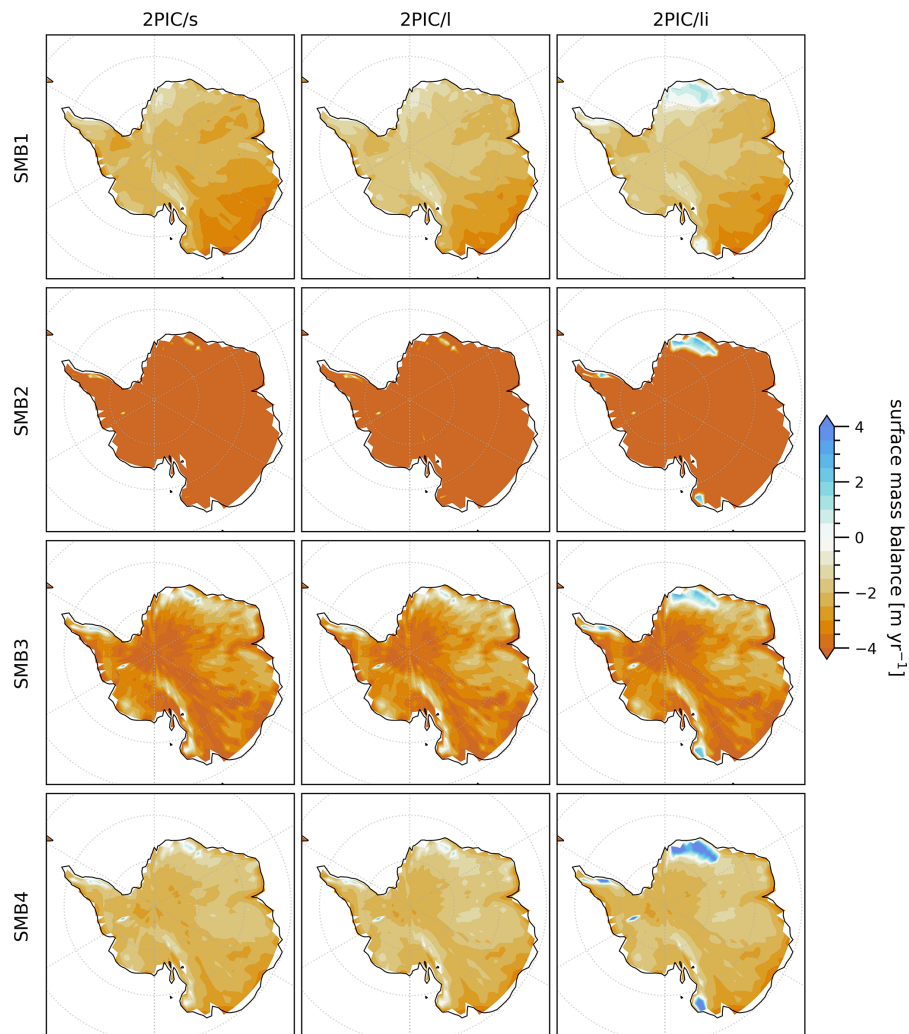 2PIC/s 2PIC/l 2PIC/li
SMB1
SMB2
SMB3
SMB4
4
2
0
−2
−4
surface mass balance [m yr⁻¹]